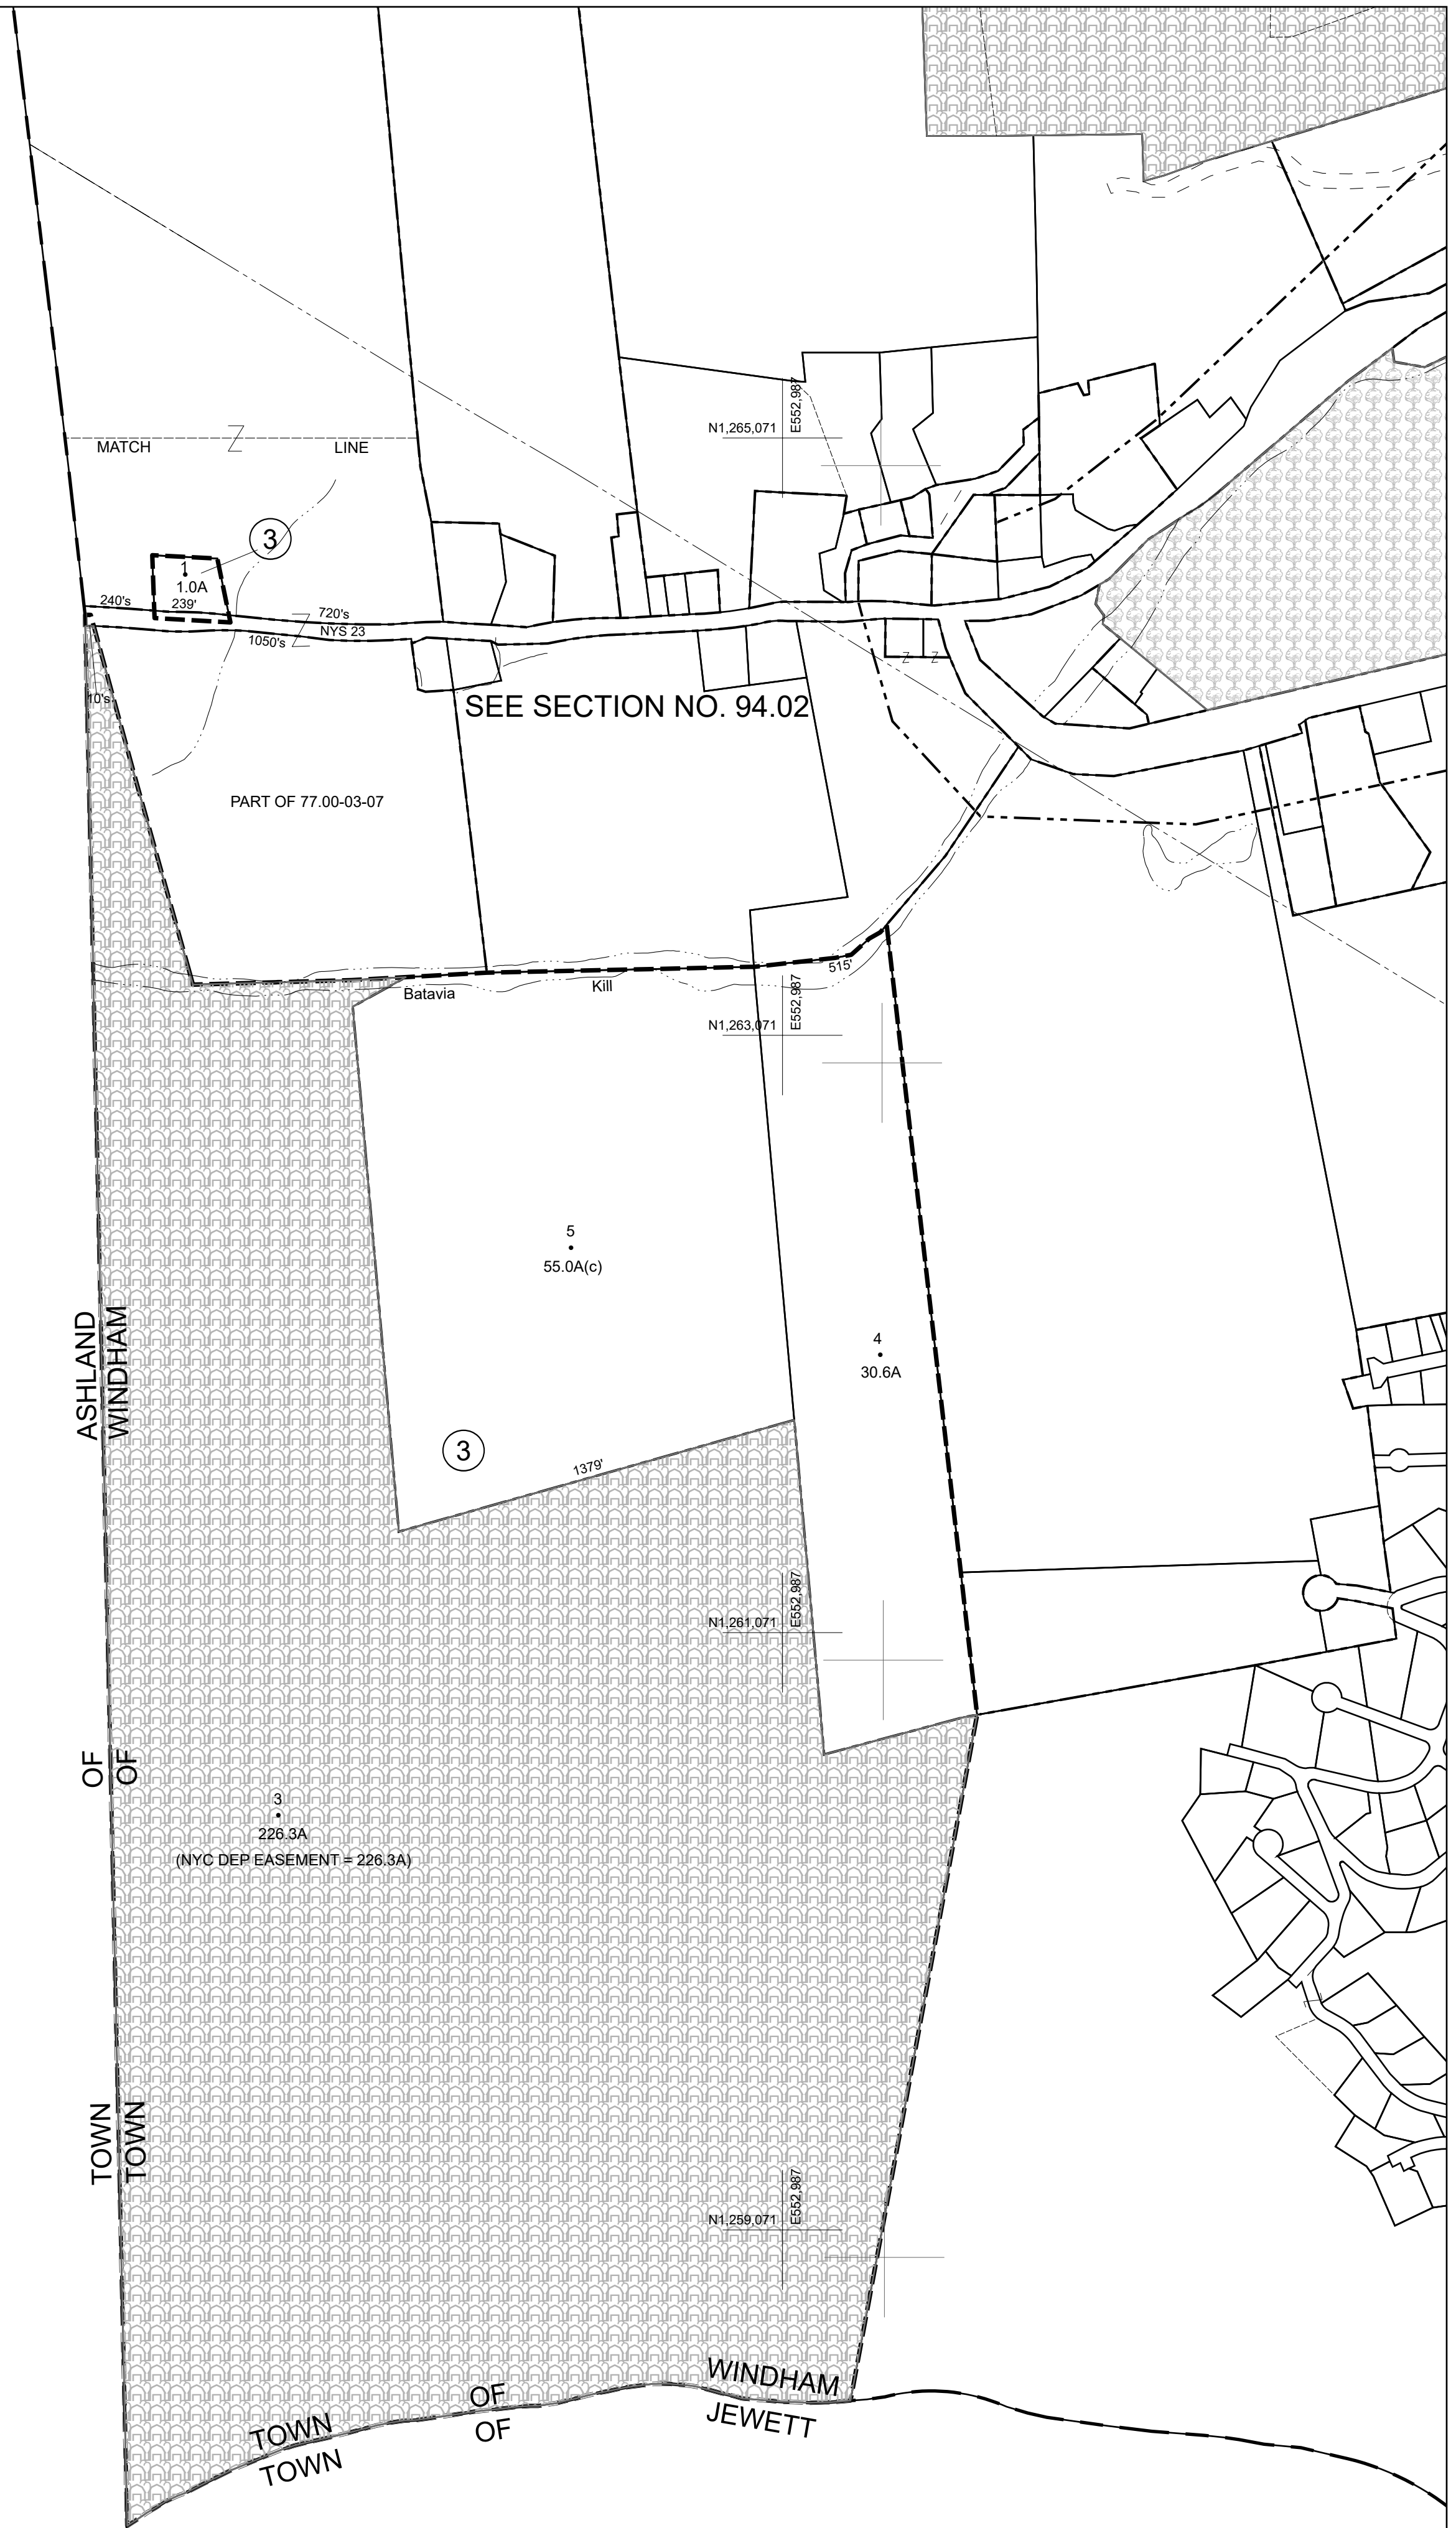 N1,265,071
E552,987
MATCH
LINE
3
1
1.0A
239'
240's
720's
NYS 23
1050's
10's
SEE SECTION NO. 94.02
PART OF 77.00-03-07
515'
Batavia
Kill
N1,263,071
E552,987
5
55.0A(c)
4
30.6A
ASHLAND
WINDHAM
3
1379'
N1,261,071
E552,987
OF
OF
3
226.3A
(NYC DEP EASEMENT = 226.3A)
TOWN
TOWN
N1,259,071
E552,987
TOWN OF WINDHAM
TOWN OF JEWETT